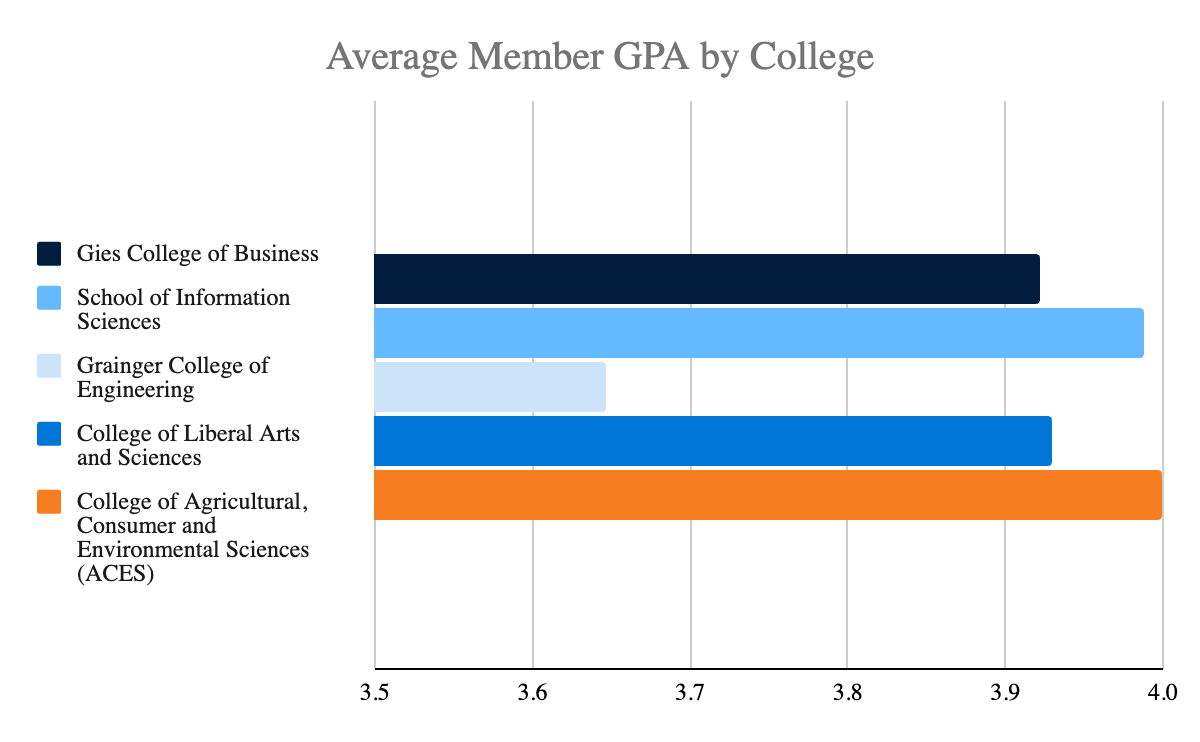 Average Member GPA by College
Gies College of Business
School of Information
Sciences
Grainger College of
Engineering
College of Liberal Arts
and Sciences
College of Agricultural,
Consumer and
Environmental Sciences
(ACES)
3.5 3.6 3.7 3.8 3.9 4.0